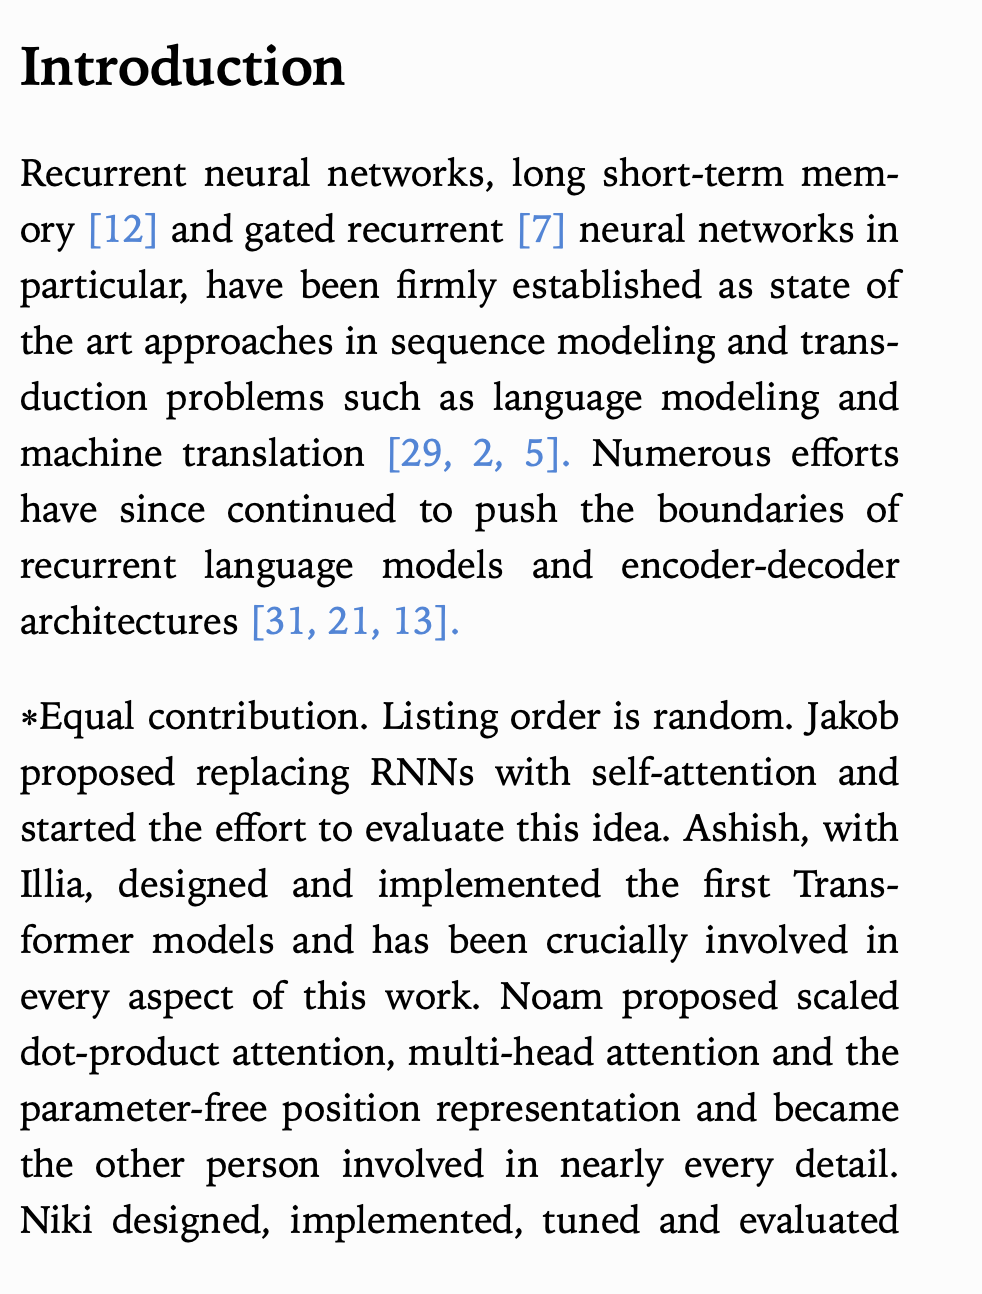 Introduction
Recurrent neural networks, long short-term mem-
ory [12] and gated recurrent [7] neural networks in
particular, have been firmly established as state of
the art approaches in sequence modeling and trans-
duction problems such as language modeling and
machine translation [29, 2, 5]. Numerous efforts
have since continued to push the boundaries of
recurrent language models and encoder-decoder
architectures [31, 21, 13].
*Equal contribution. Listing order is random. Jakob
proposed replacing RNNs with self-attention and
started the effort to evaluate this idea. Ashish, with
Illia, designed and implemented the first Trans-
former models and has been crucially involved in
every aspect of this work. Noam proposed scaled
dot-product attention, multi-head attention and the
parameter-free position representation and became
the other person involved in nearly every detail.
Niki designed, implemented, tuned and evaluated